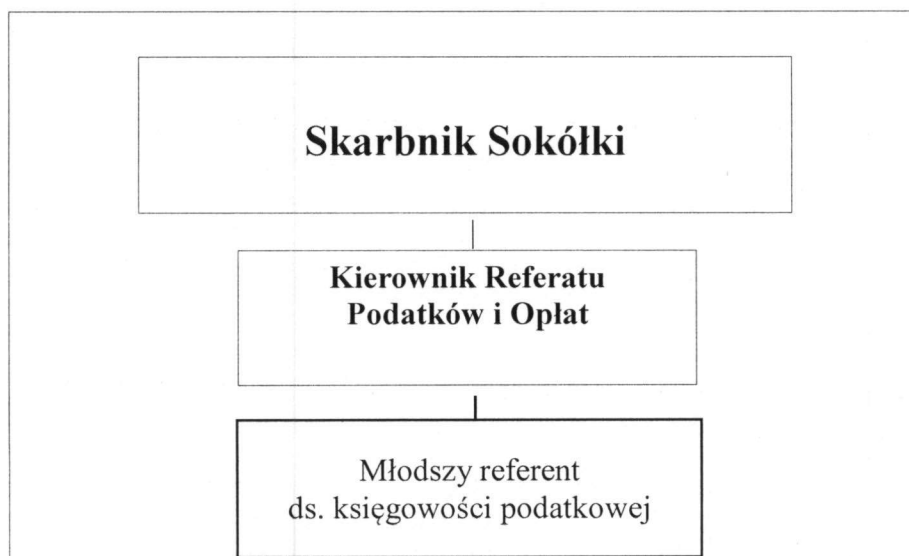 Skarbnik Sokółki
Kierownik Referatu
Podatków i Opłat
Młodszy referent
ds. księgowości podatkowej